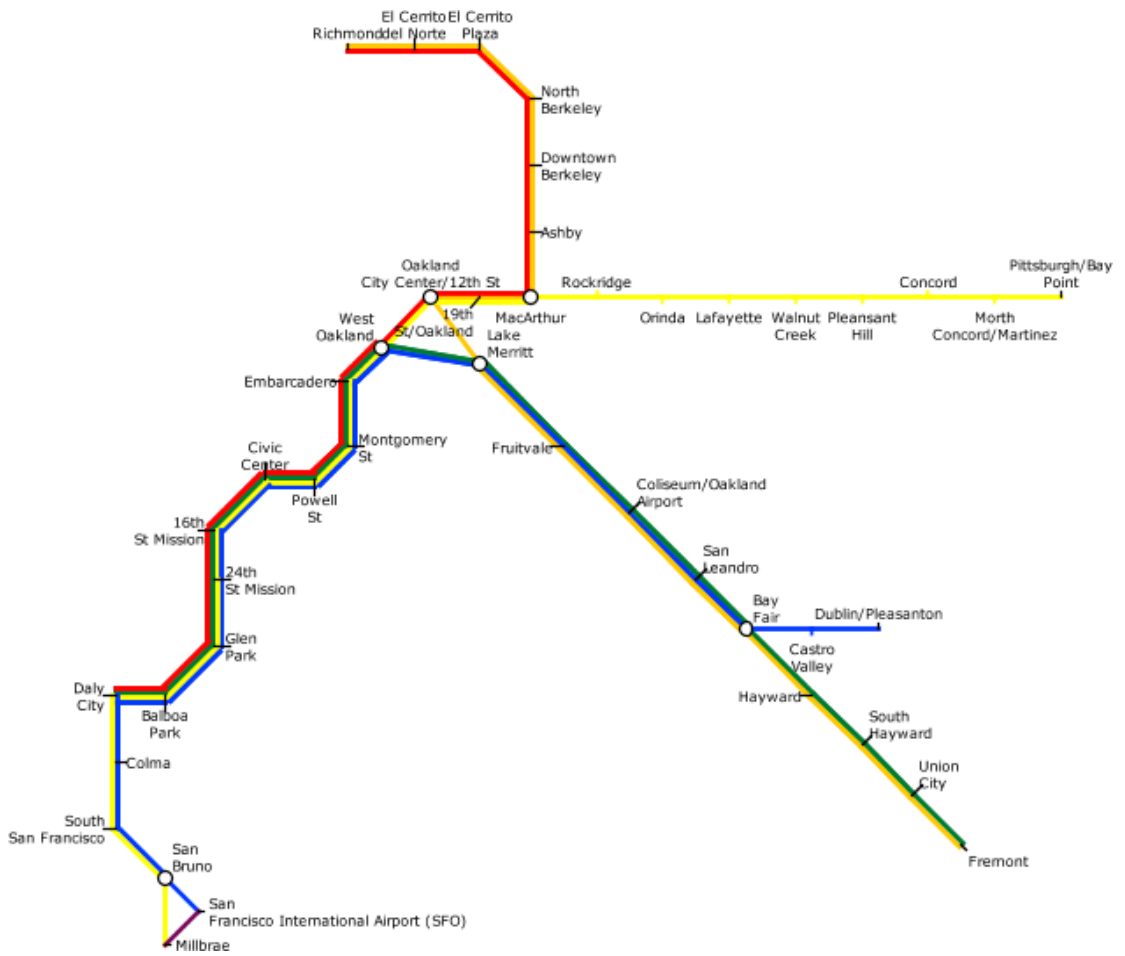 El Cerrito El Cerrito
Richmond del Norte Plaza
North
Berkeley
Downtown
Berkeley
Ashby
Oakland
City Center/12th St
Rockridge
Concord
Pittsburgh/Bay
Point
19th
St/Oakland
MacArthur
Orinda
Lafayette
Walnut
Creek
Pleansant
Hill
Morth
Concord/Martinez
West
Oakland
Lake
Merritt
Embarcadero
Montgomery
St
Fruitvale
Civic
Center
Powell
St
Coliseum/Oakland
Airport
16th
St Mission
24th
St Mission
San
Leandro
Bay
Fair
Dublin/Pleasanton
Castro
Valley
Glen
Park
Daly
City
Balboa
Park
Hayward
South
Hayward
Colma
Union
City
South
San Francisco
San
Bruno
Fremont
San
Francisco International Airport (SFO)
Millbrae